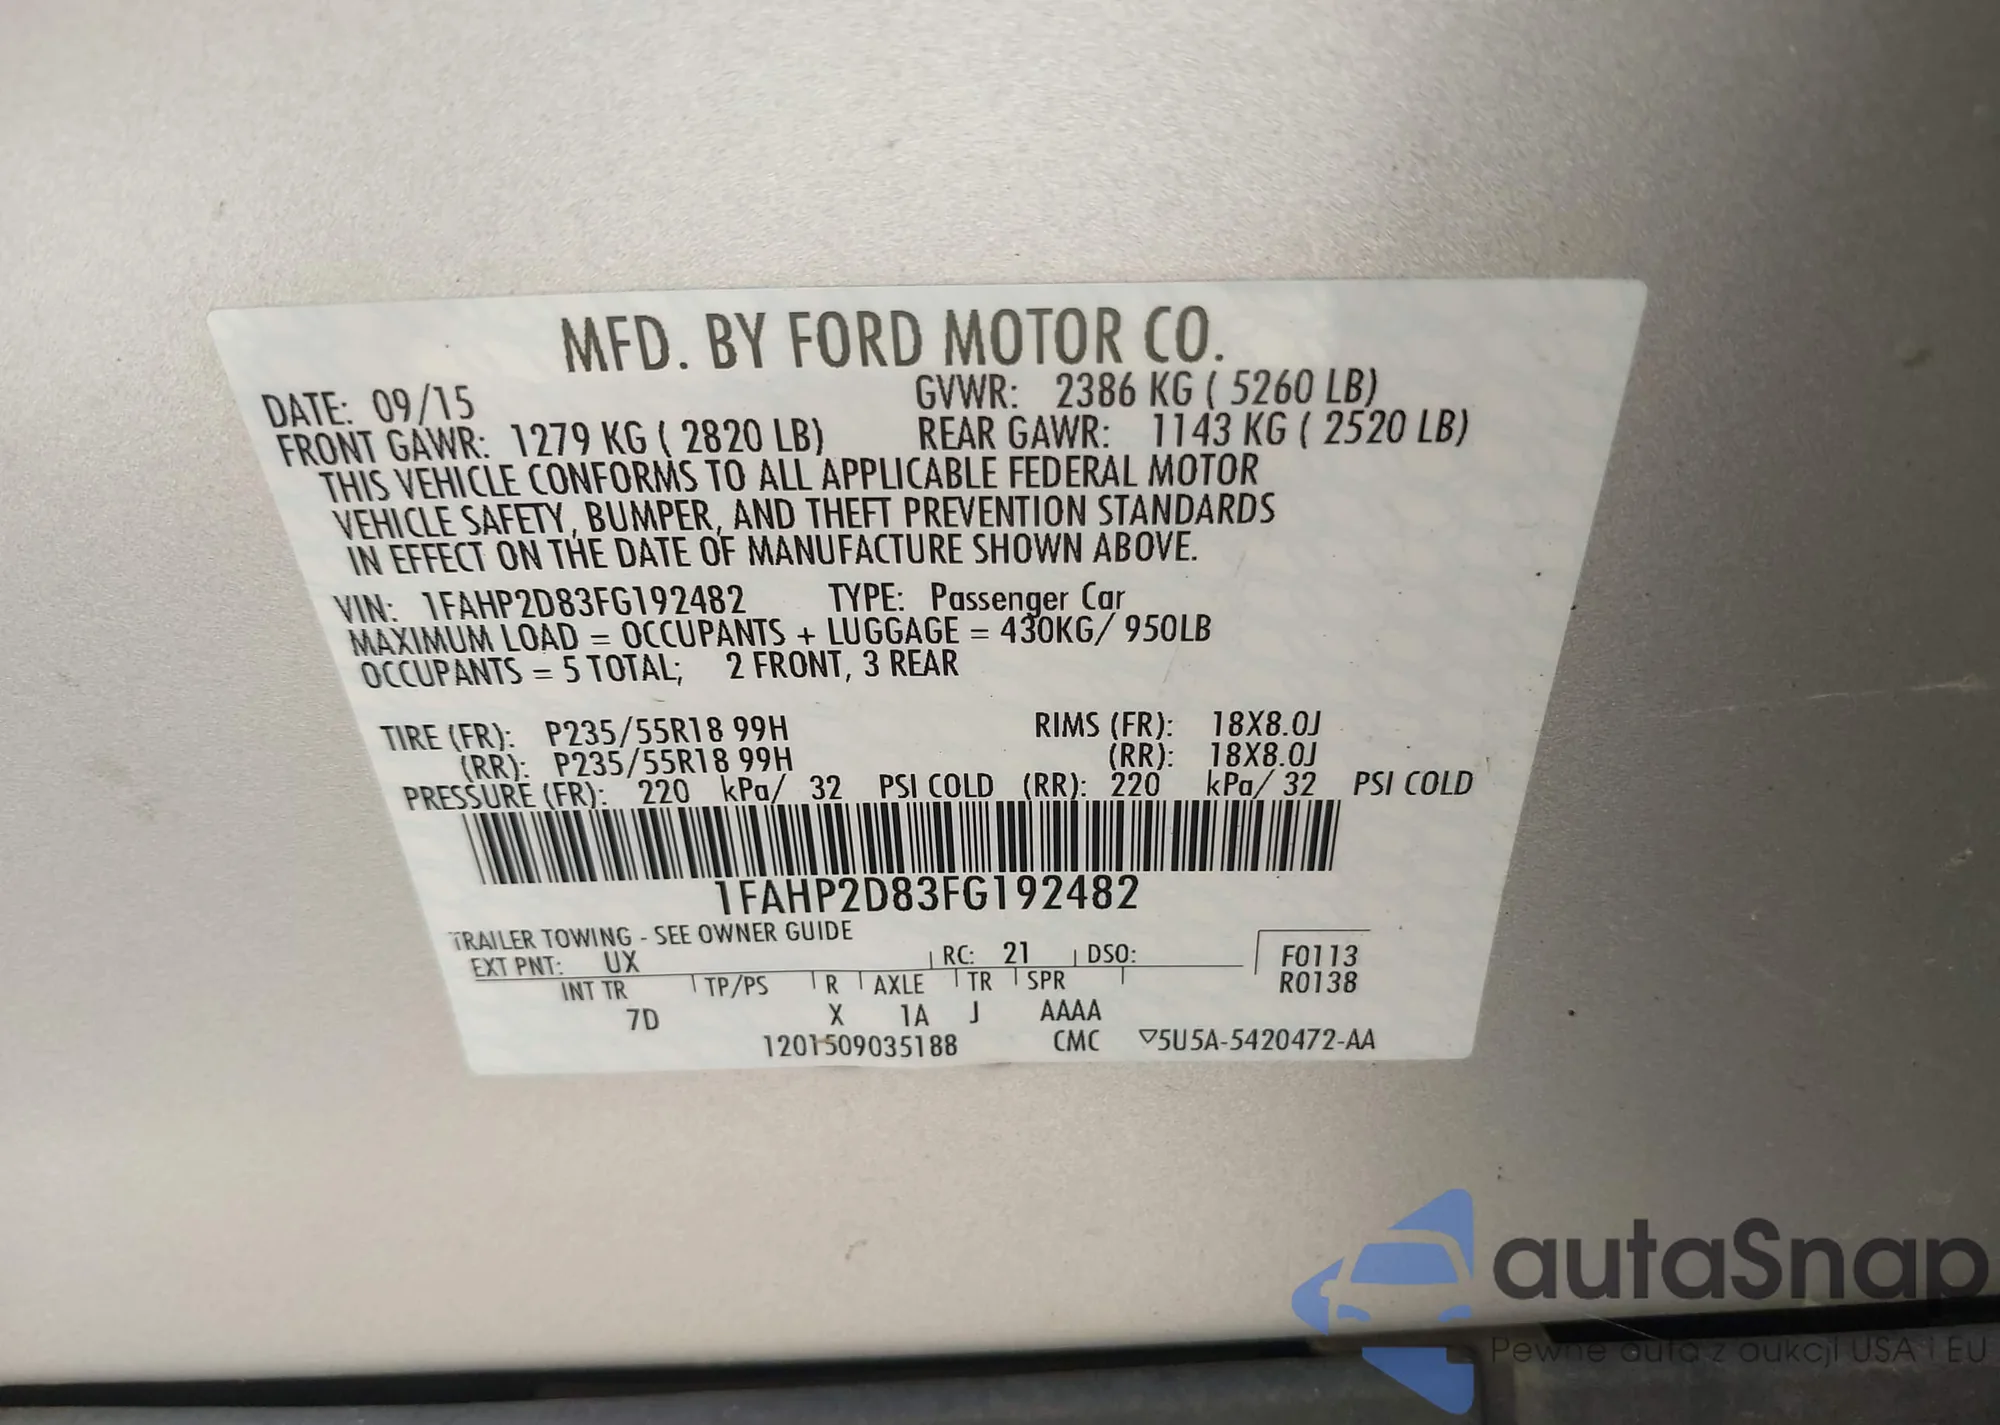 MFD. BY FORD MOTOR CO.
DATE: 09/15 GVWR: 2386 KG ( 5260 LB)
FRONT GAWR: 1279 KG ( 2820 LB) REAR GAWR: 1143 KG ( 2520 LB)
THIS VEHICLE CONFORMS TO ALL APPLICABLE FEDERAL MOTOR
VEHICLE SAFETY, BUMPER, AND THEFT PREVENTION STANDARDS
IN EFFECT ON THE DATE OF MANUFACTURE SHOWN ABOVE.
VIN: 1FAHP2D83FG192482 TYPE: Passenger Car
MAXIMUM LOAD = OCCUPANTS + LUGGAGE = 430KG/ 950LB
OCCUPANTS = 5 TOTAL; 2 FRONT, 3 REAR
TIRE (FR): P235/55R18 99H RIMS (FR): 18X8.0J
(RR): P235/55R18 99H (RR): 18X8.0J
PRESSURE (FR): 220 kPa/ 32 PSI COLD (RR): 220 kPa/ 32 PSI COLD
1FAHP2D83FG192482
TRAILER TOWING - SEE OWNER GUIDE
EXT PNT: UX RC: 21 DSO: F0113
INT TR TP/PS R AXLE TR SPR R0138
7D X 1A J AAAA
1201509035188 CMC ▽5U5A-5420472-AA
autaSnap
Pewne auta z aukcji USA i EU